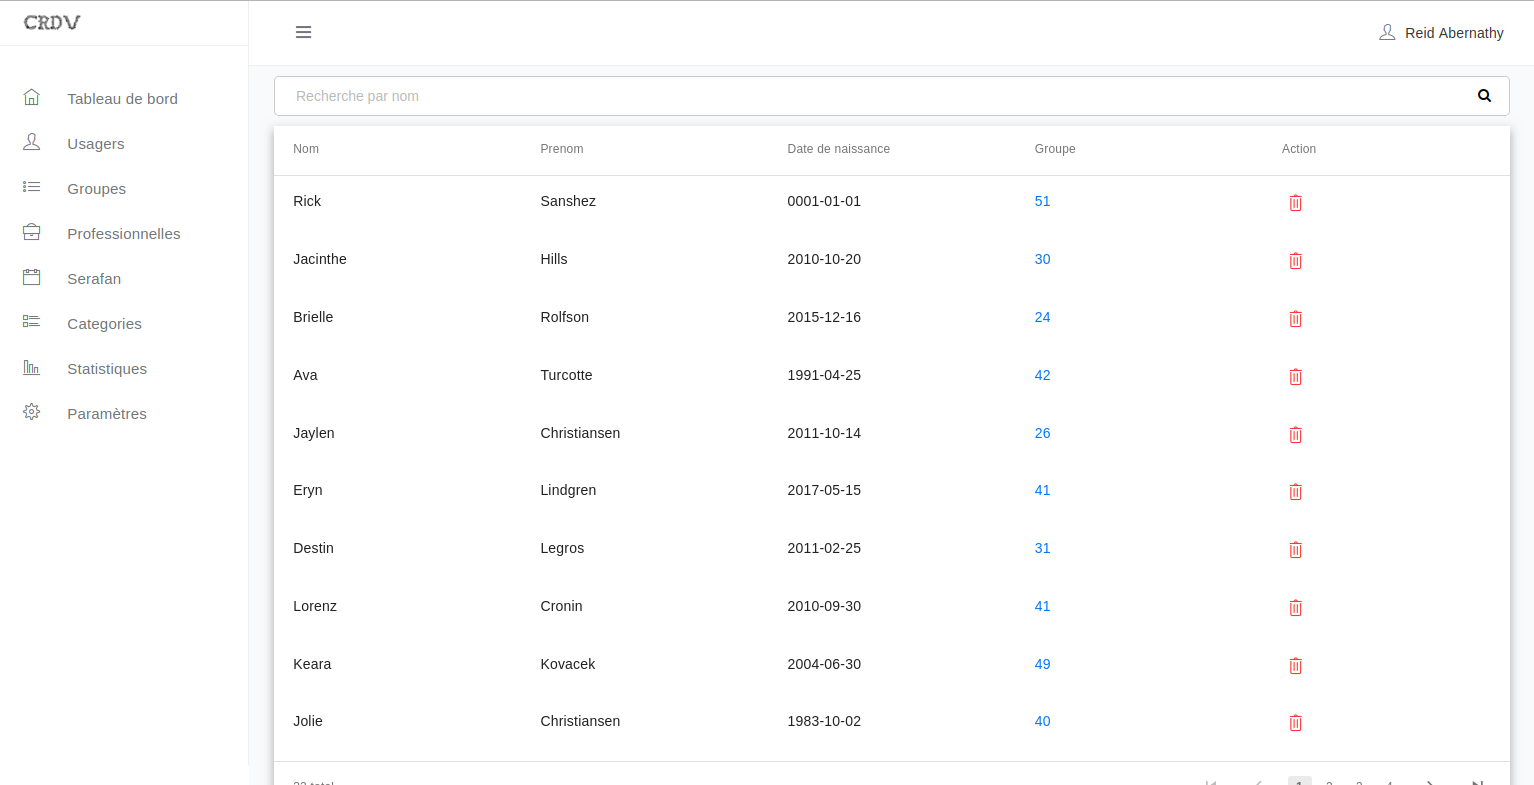 CRDV
Reid Abernathy
Tableau de bord
Usagers
Groupes
Professionnelles
Serafan
Categories
Statistiques
Paramètres
Recherche par nom
Nom Prenom Date de naissance Groupe Action
Rick Sanshez 0001-01-01 51
Jacinthe Hills 2010-10-20 30
Brielle Rolfson 2015-12-16 24
Ava Turcotte 1991-04-25 42
Jaylen Christiansen 2011-10-14 26
Eryn Lindgren 2017-05-15 41
Destin Legros 2011-02-25 31
Lorenz Cronin 2010-09-30 41
Keara Kovacek 2004-06-30 49
Jolie Christiansen 1983-10-02 40
total 1